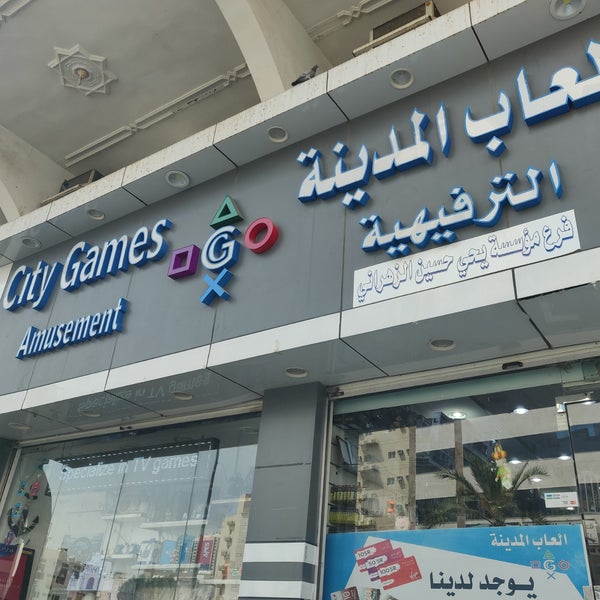 العاب المدينة
الترفيهية
فرع مؤسسة يحي حسين الزهراني
City Games
G
Amusement
Specialize in TV games
العاب المدينة
G
يوجد لدينا